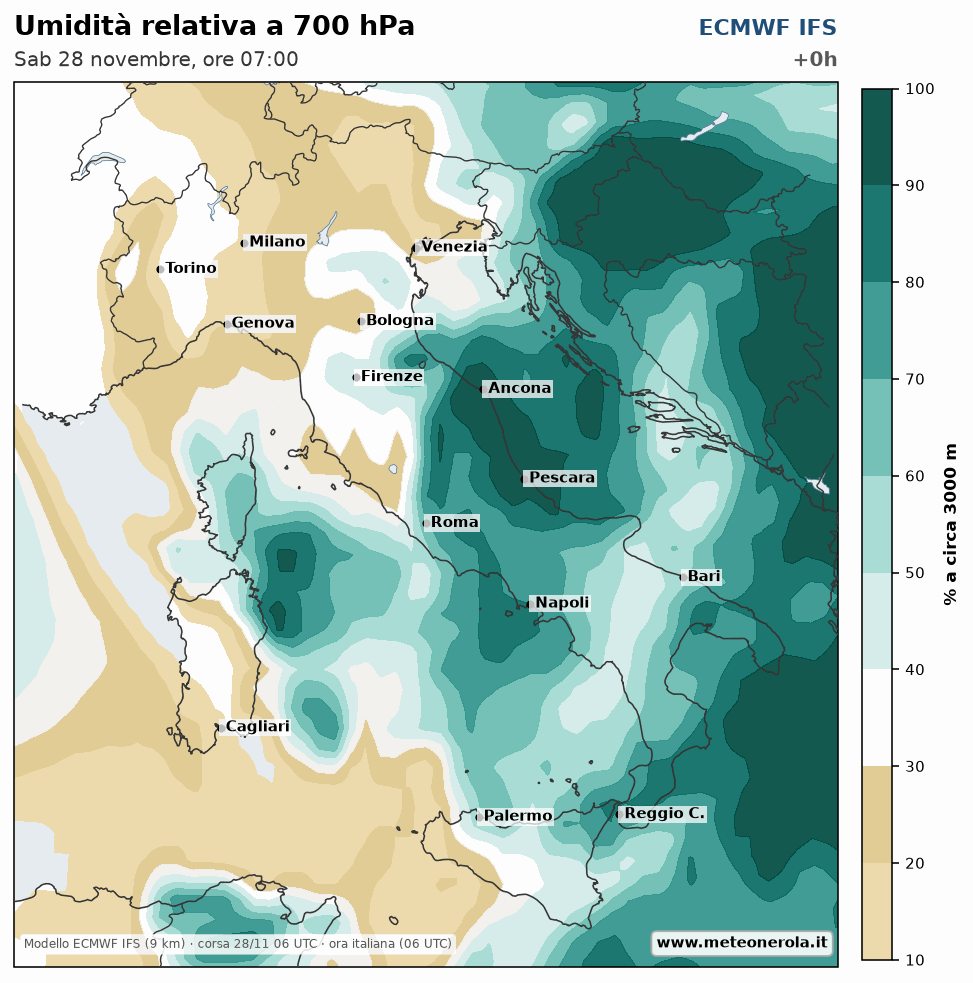 Umidità relativa a 700 hPa
ECMWF IFS
Sab 28 novembre, ore 07:00
+0h
Milano
Venezia
Torino
Genova
Bologna
Firenze
Ancona
Pescara
Roma
Bari
Napoli
Cagliari
Palermo
Reggio C.
Modello ECMWF IFS (9 km) · corsa 28/11 06 UTC · ora italiana (06 UTC)
www.meteonerola.it
100
90
80
70
60
50
40
30
20
10
% a circa 3000 m